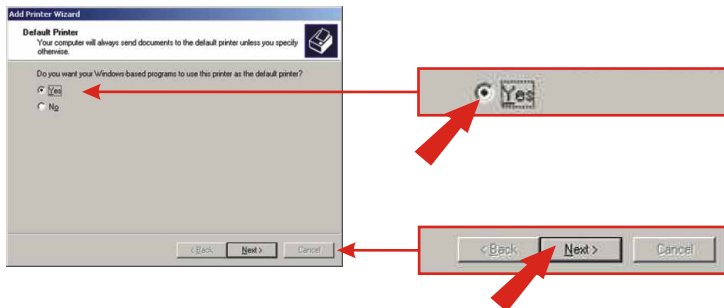 Add Printer Wizard
Default Printer
Your computer will always send documents to the default printer unless you specify
otherwise.
Do you want your Windows-based programs to use this printer as the default printer?
Yes
No
< Back
Next >
Cancel
Yes
< Back
Next >
Cancel